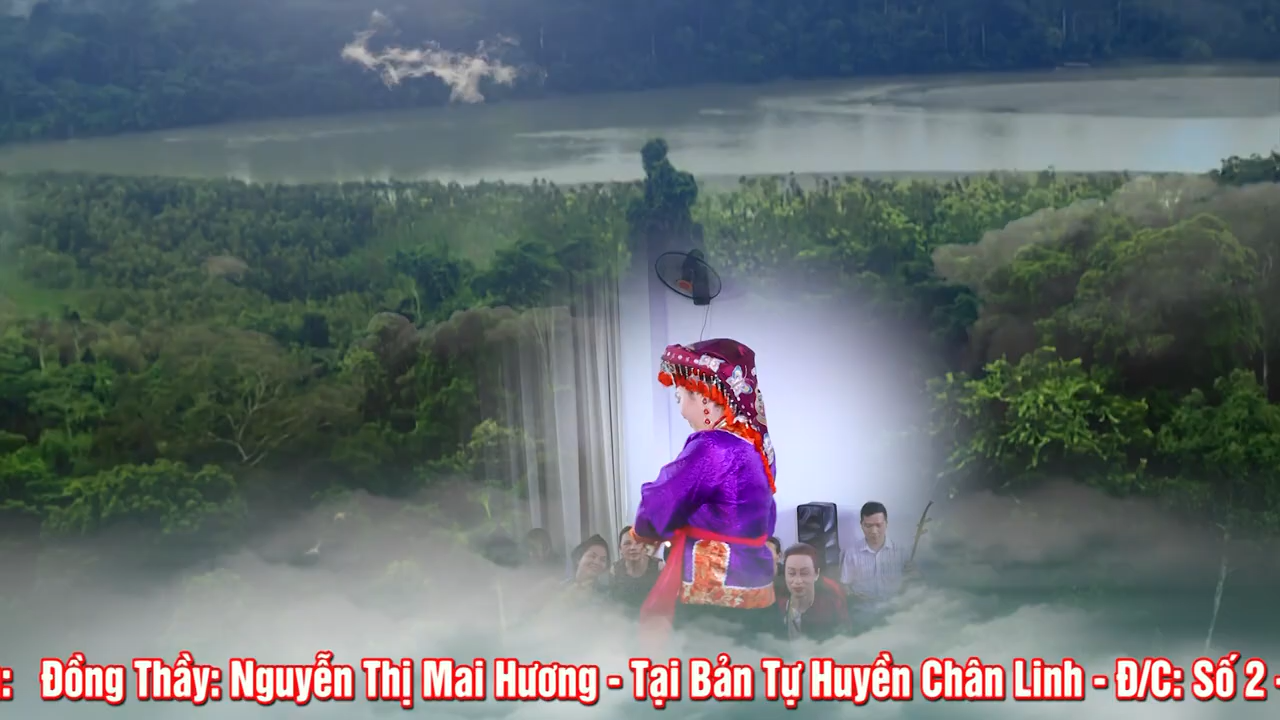 : Đồng Thầy: Nguyễn Thị Mai Hương - Tại Bản Tự Huyền Chân Linh - Đ/C: Số 2 -